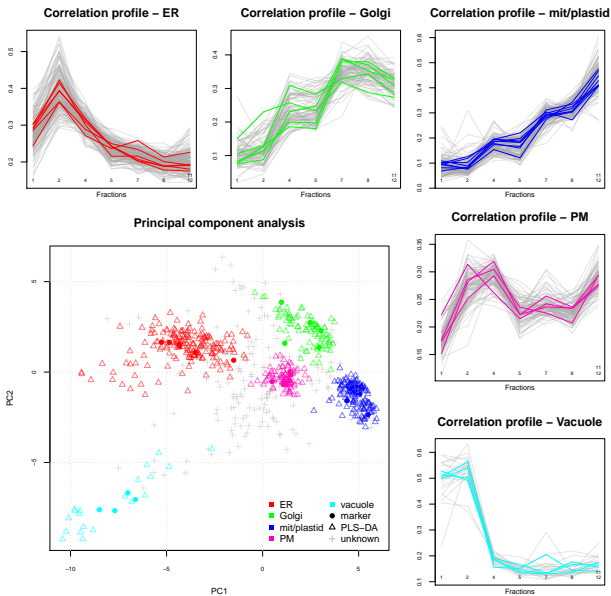 Correlation profile − ER
0.5
0.4
0.3
0.2
1 2 4 5 7 8 11 12
Fractions
Correlation profile − Golgi
0.4
0.3
0.2
0.1
1 2 4 5 7 8 11 12
Fractions
Correlation profile − mit/plastid
0.6
0.5
0.4
0.3
0.2
0.1
0.0
1 2 4 5 7 8 11 12
Fractions
Principal component analysis
PC2
5
0
−5
−10 −5 0 5
PC1
ER
Golgi
mit/plastid
PM
vacuole
marker
PLS−DA
unknown
Correlation profile − PM
0.35
0.30
0.25
0.20
0.15
1 2 4 5 7 8 11 12
Fractions
Correlation profile − Vacuole
0.6
0.5
0.4
0.3
0.2
0.1
1 2 4 5 7 8 11 12
Fractions